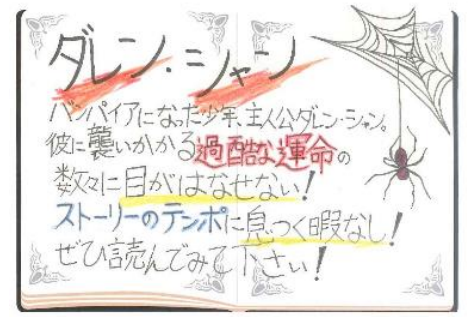 ダレン・シャン
バンパイアになった少年、主人公ダレン・シャン。
彼に襲いかかる過酷な運命の
数々に目がはなせない!
ストーリーのテンポに息つく暇なし!
ぜひ読んでみて下さい!